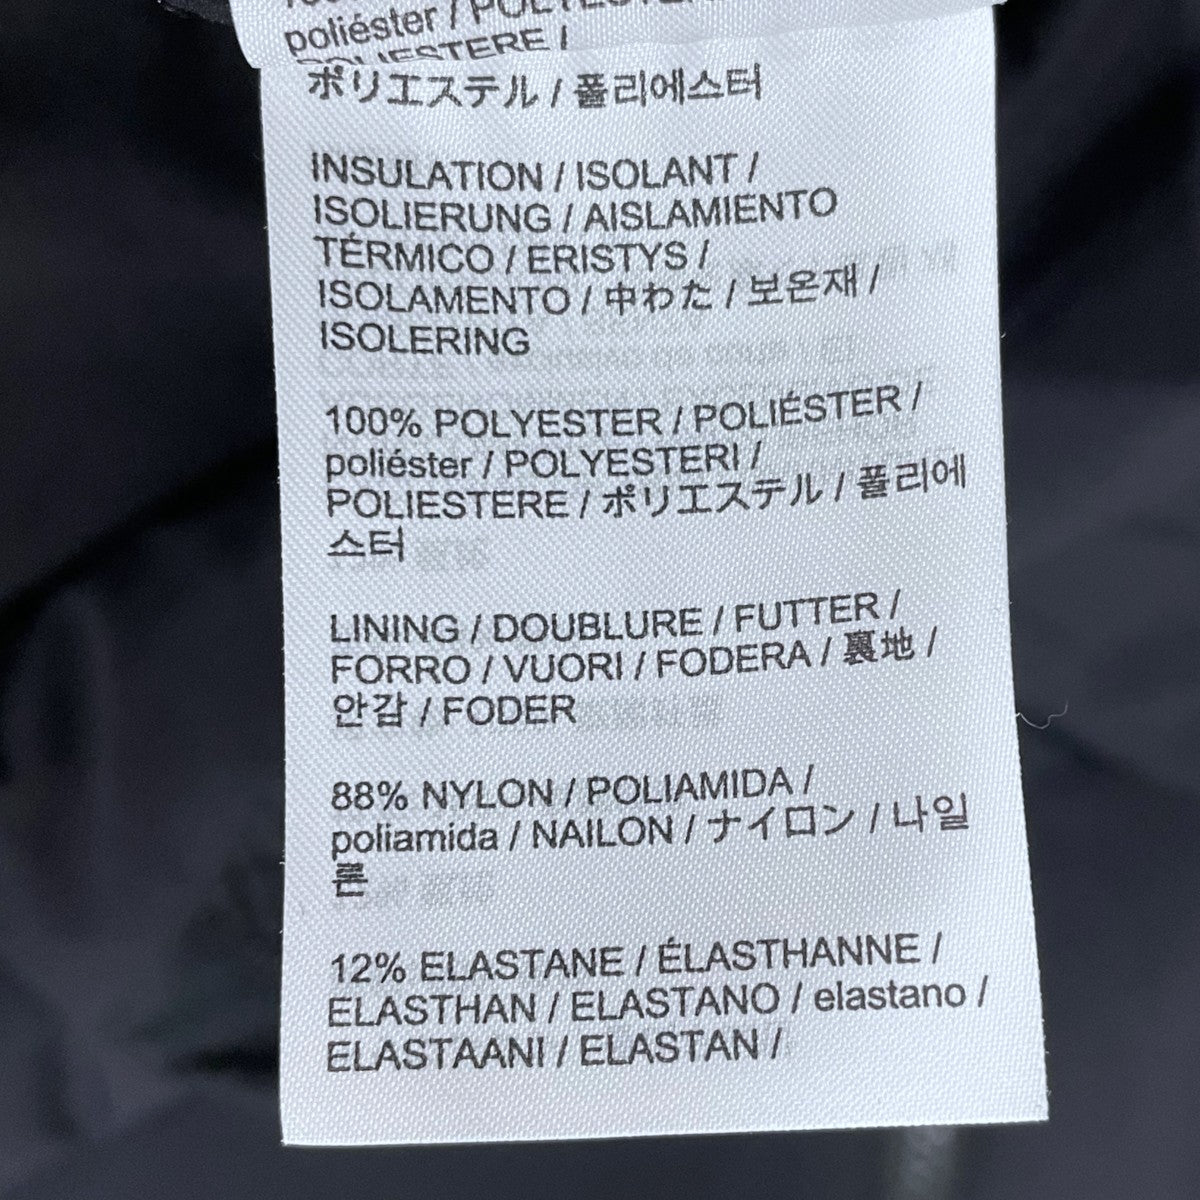 poliéster /
POLIESTERE /
ポリエステル / 폴리에스터
INSULATION / ISOLANT /
ISOLIERUNG / AISLAMIENTO
TÉRMICO / ERISTYS /
ISOLAMENTO / 中わた / 보온재 /
ISOLERING
100% POLYESTER / POLIÉSTER /
poliéster / POLYESTERI /
POLIESTERE / ポリエステル / 폴리에
스터
LINING / DOUBLURE / FUTTER /
FORRO / VUORI / FODERA / 裏地 /
안감 / FODER
88% NYLON / POLIAMIDA /
poliamida / NAILON / ナイロン / 나일
론
12% ELASTANE / ÉLASTHANNE /
ELASTHAN / ELASTANO / elastano /
ELASTAANI / ELASTAN /